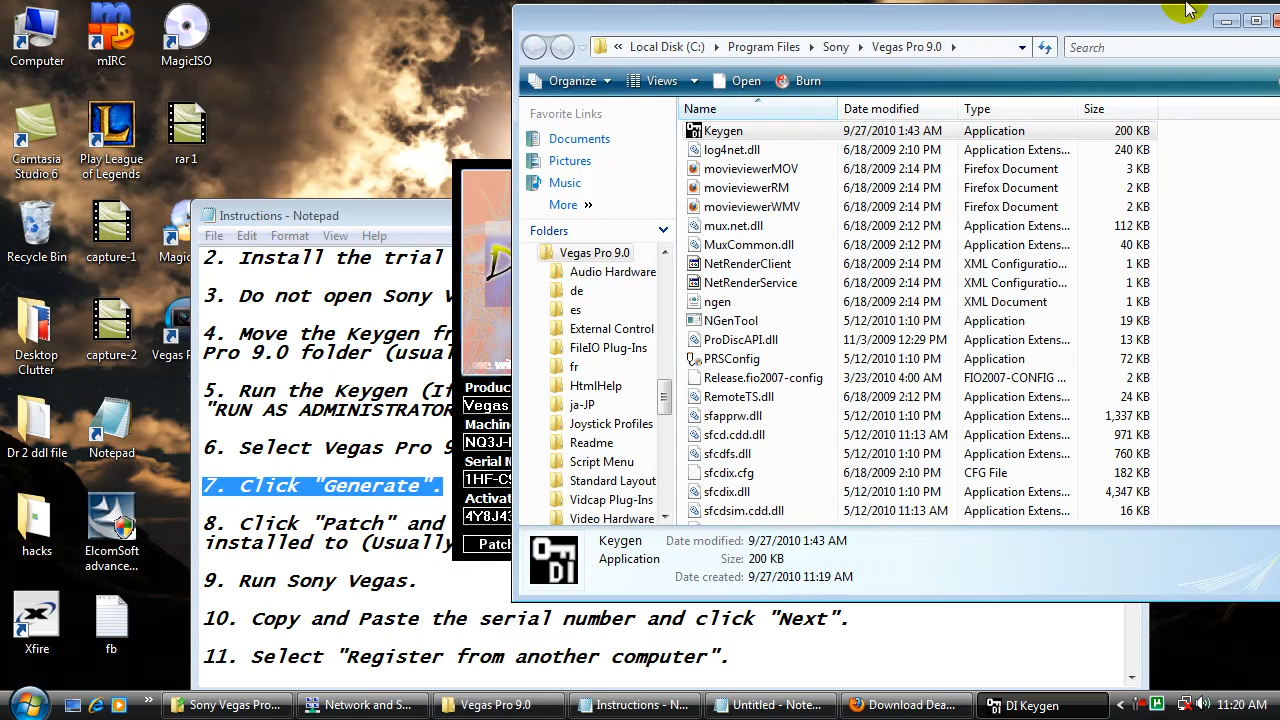 Computer
mIRC
MagicISO
Camtasia
Studio 6
Play League
of Legends
rar1
Recycle Bin
capture-1
Magic
Desktop
Clutter
capture-2
Vegas P
Dr 2 ddl file
Notepad
hacks
ElcomSoft
advance...
Xfire
fb
Instructions - Notepad
File Edit Format View Help
2. Install the trial
3. Do not open Sony V
4. Move the Keygen fr
Pro 9.0 folder (usual
5. Run the Keygen (If
"RUN AS ADMINISTRATOR
6. Select Vegas Pro 9
7. Click "Generate".
8. Click "Patch" and
installed to (Usually
9. Run Sony Vegas.
10. Copy and Paste the serial number and click "Next".
11. Select "Register from another computer".
Produc
Vegas
Machin
NQ3J-
Serial N
1HF-CS
Activat
4Y8J43
Patch
Local Disk (C:) Program Files Sony Vegas Pro 9.0
Search
Organize Views Open Burn
Favorite Links
Documents
Pictures
Music
More »
Folders
Vegas Pro 9.0
Audio Hardware
de
es
External Control
FileIO Plug-Ins
fr
HtmlHelp
ja-JP
Joystick Profiles
Readme
Script Menu
Standard Layout
Vidcap Plug-Ins
Video Hardware
Name Date modified Type Size
Keygen 9/27/2010 1:43 AM Application 200 KB
log4net.dll 6/18/2009 2:10 PM Application Extens... 240 KB
movieviewerMOV 6/18/2009 2:14 PM Firefox Document 3 KB
movieviewerRM 6/18/2009 2:14 PM Firefox Document 2 KB
movieviewerWMV 6/18/2009 2:14 PM Firefox Document 2 KB
mux.net.dll 6/18/2009 2:14 PM Application Extens... 112 KB
MuxCommon.dll 6/18/2009 2:14 PM Application Extens... 40 KB
NetRenderClient 6/18/2009 2:14 PM XML Configuratio... 1 KB
NetRenderService 6/18/2009 2:14 PM XML Configuratio... 1 KB
ngen 6/18/2009 2:14 PM XML Document 1 KB
NGenTool 5/12/2010 1:10 PM Application 19 KB
ProDiscAPI.dll 11/3/2009 12:29 PM Application Extens... 13 KB
PRSConfig 5/12/2010 1:10 PM Application 72 KB
Release.fio2007-config 3/23/2010 4:00 AM FIO2007-CONFIG ... 2 KB
RemoteTS.dll 6/18/2009 2:12 PM Application Extens... 24 KB
sfapprw.dll 5/12/2010 1:10 PM Application Extens... 1,337 KB
sfcd.cdd.dll 5/12/2010 11:13 AM Application Extens... 971 KB
sfcdfs.dll 5/12/2010 1:10 PM Application Extens... 760 KB
sfcdix.cfg 6/18/2009 2:10 PM CFG File 182 KB
sfcdix.dll 5/12/2010 1:10 PM Application Extens... 4,347 KB
sfcdsim.cdd.dll 5/12/2010 11:13 AM Application Extens... 16 KB
Keygen Date modified: 9/27/2010 1:43 AM
Application Size: 200 KB
Date created: 9/27/2010 11:19 AM
Sony Vegas Pro... Network and S... Vegas Pro 9.0 Instructions - N... Untitled - Note... Download Dea... DI Keygen 11:20 AM